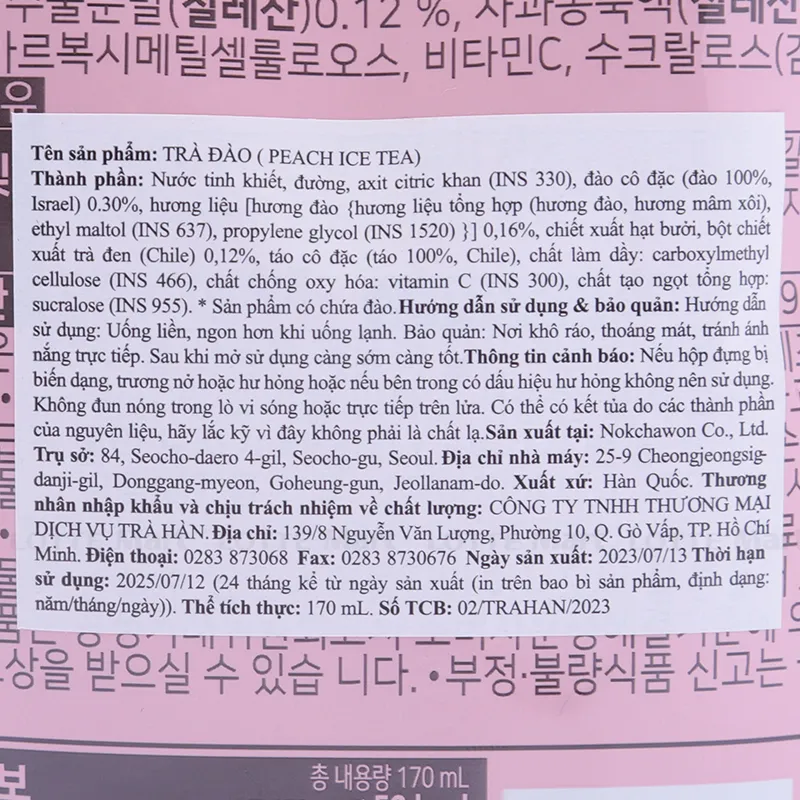 (칠레산)0.12 %,
르복시메틸셀룰로오스, 비타민C, 수크랄로스(감
유
Tên sản phẩm: TRÀ ĐÀO ( PEACH ICE TEA)
Thành phần: Nước tinh khiết, đường, axit citric khan (INS 330), đào cô đặc (đào 100%,
Israel) 0.30%, hương liệu [hương đào {hương liệu tổng hợp (hương đào, hương mâm xôi),
ethyl maltol (INS 637), propylene glycol (INS 1520) }] 0,16%, chiết xuất hạt bưởi, bột chiết
xuất trà đen (Chile) 0,12%, táo cô đặc (táo 100%, Chile), chất làm dầy: carboxylmethyl
cellulose (INS 466), chất chống oxy hóa: vitamin C (INS 300), chất tạo ngọt tổng hợp:
sucralose (INS 955). * Sản phẩm có chứa đào.Hướng dẫn sử dụng & bảo quản: Hướng dẫn
sử dụng: Uống liền, ngon hơn khi uống lạnh. Bảo quản: Nơi khô ráo, thoáng mát, tránh ánh
nắng trực tiếp. Sau khi mở sử dụng càng sớm càng tốt.Thông tin cảnh báo: Nếu hộp đựng bị
biến dạng, trương nở hoặc hư hỏng hoặc nếu bên trong có dấu hiệu hư hỏng không nên sử dụng.
Không đun nóng trong lò vi sóng hoặc trực tiếp trên lửa. Có thể có kết tủa do các thành phần
của nguyên liệu, hãy lắc kỹ vì đây không phải là chất lạ.Sản xuất tại: Nokchawon Co., Ltd.
Trụ sở: 84, Seocho-daero 4-gil, Seocho-gu, Seoul. Địa chỉ nhà máy: 25-9 Cheongjeongsig-
danji-gil, Donggang-myeon, Goheung-gun, Jeollanam-do. Xuất xứ: Hàn Quốc. Thương
nhân nhập khẩu và chịu trách nhiệm về chất lượng: CÔNG TY TNHH THƯƠNG MẠI
DỊCH VỤ TRÀ HÀN. Địa chỉ: 139/8 Nguyễn Văn Lượng, Phường 10, Q. Gò Vấp, TP. Hồ Chí
Minh. Điện thoại: 0283 873068 Fax: 0283 8730676 Ngày sản xuất: 2023/07/13 Thời hạn
sử dụng: 2025/07/12 (24 tháng kể từ ngày sản xuất (in trên bao bì sản phẩm, định dạng:
năm/tháng/ngày)). Thể tích thực: 170 mL. Số TCB: 02/TRAHAN/2023
상을 받으실 수 있습 니다. •부정·불량식품 신고는
총 내용량 170 mL